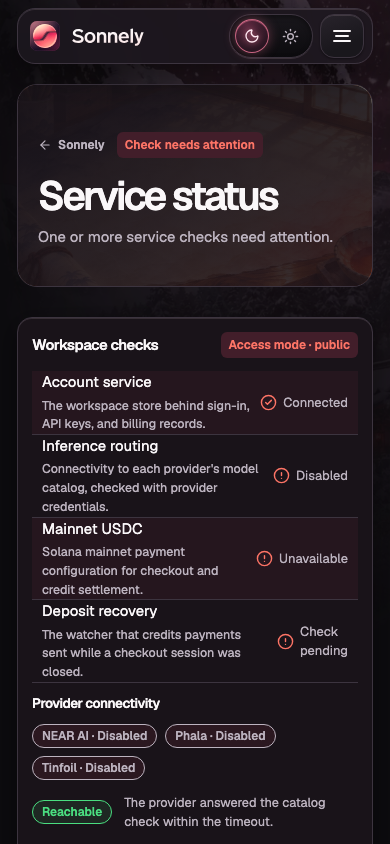 Sonnely
Sonnely
Check needs attention
Service status
One or more service checks need attention.
Workspace checks
Access mode · public
Account service
The workspace store behind sign-in,
API keys, and billing records.
Connected
Inference routing
Connectivity to each provider's model
catalog, checked with provider
credentials.
Disabled
Mainnet USDC
Solana mainnet payment
configuration for checkout and
credit settlement.
Unavailable
Deposit recovery
The watcher that credits payments
sent while a checkout session was
closed.
Check
pending
Provider connectivity
NEAR AI · Disabled
Phala · Disabled
Tinfoil · Disabled
Reachable
The provider answered the catalog
check within the timeout.